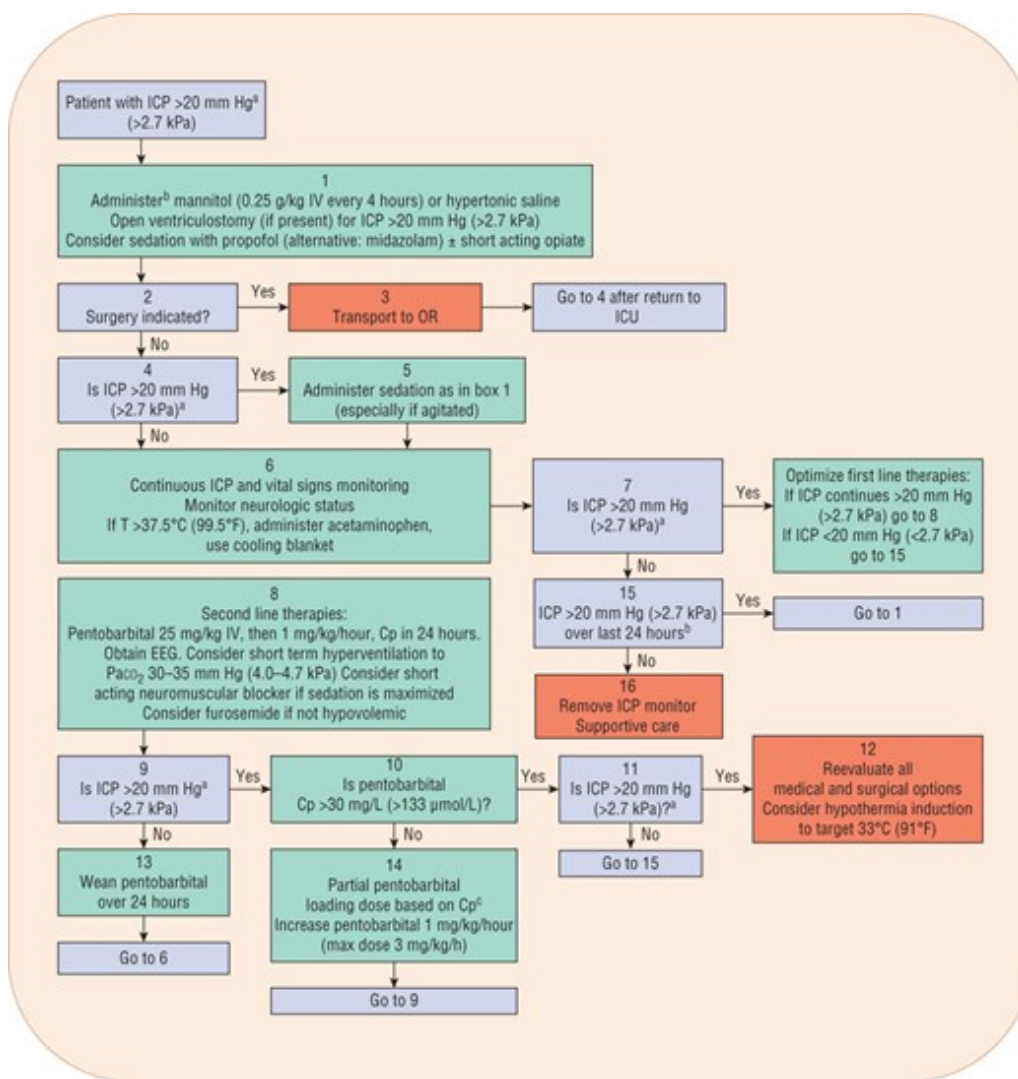 Patient with ICP >20 mm Hgᵃ
(>2.7 kPa)
1
Administerᵇ mannitol (0.25 g/kg IV every 4 hours) or hypertonic saline
Open ventriculostomy (if present) for ICP >20 mm Hg (>2.7 kPa)
Consider sedation with propofol (alternative: midazolam) ± short acting opiate
2
Surgery indicated?
Yes
3
Transport to OR
Go to 4 after return to
ICU
No
4
Is ICP >20 mm Hg
(>2.7 kPa)ᵃ
Yes
5
Administer sedation as in box 1
(especially if agitated)
No
6
Continuous ICP and vital signs monitoring
Monitor neurologic status
If T >37.5°C (99.5°F), administer acetaminophen,
use cooling blanket
7
Is ICP >20 mm Hg
(>2.7 kPa)ᵃ
Yes
Optimize first line therapies:
If ICP continues >20 mm Hg
(>2.7 kPa) go to 8
If ICP <20 mm Hg (<2.7 kPa)
go to 15
No
15
ICP >20 mm Hg (>2.7 kPa)
over last 24 hoursᵇ
Yes
Go to 1
No
16
Remove ICP monitor
Supportive care
8
Second line therapies:
Pentobarbital 25 mg/kg IV, then 1 mg/kg/hour, Cp in 24 hours.
Obtain EEG. Consider short term hyperventilation to
PaCO₂ 30–35 mm Hg (4.0–4.7 kPa) Consider short
acting neuromuscular blocker if sedation is maximized
Consider furosemide if not hypovolemic
9
Is ICP >20 mm Hgᵃ
(>2.7 kPa)
Yes
10
Is pentobarbital
Cp >30 mg/L (>133 µmol/L)?
Yes
11
Is ICP >20 mm Hg
(>2.7 kPa)?ᵃ
Yes
12
Reevaluate all
medical and surgical options
Consider hypothermia induction
to target 33°C (91°F)
No
13
Wean pentobarbital
over 24 hours
Go to 6
No
14
Partial pentobarbital
loading dose based on Cpᶜ
Increase pentobarbital 1 mg/kg/hour
(max dose 3 mg/kg/h)
Go to 9
No
Go to 15